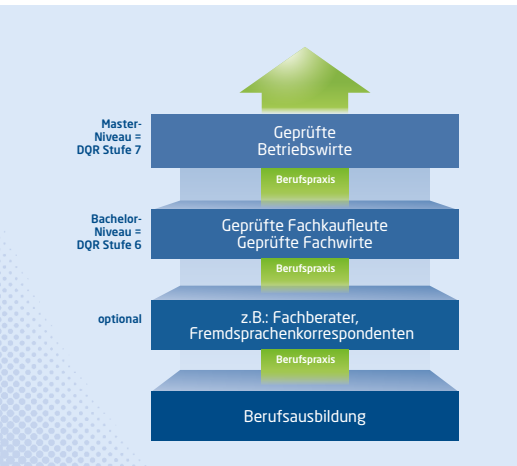 Master-
Niveau =
DQR Stufe 7
Geprüfte
Betriebswirte
Berufspraxis
Bachelor-
Niveau =
DQR Stufe 6
Geprüfte Fachkaufleute
Geprüfte Fachwirte
Berufspraxis
optional
z.B.: Fachberater,
Fremdsprachenkorrespondenten
Berufspraxis
Berufsausbildung